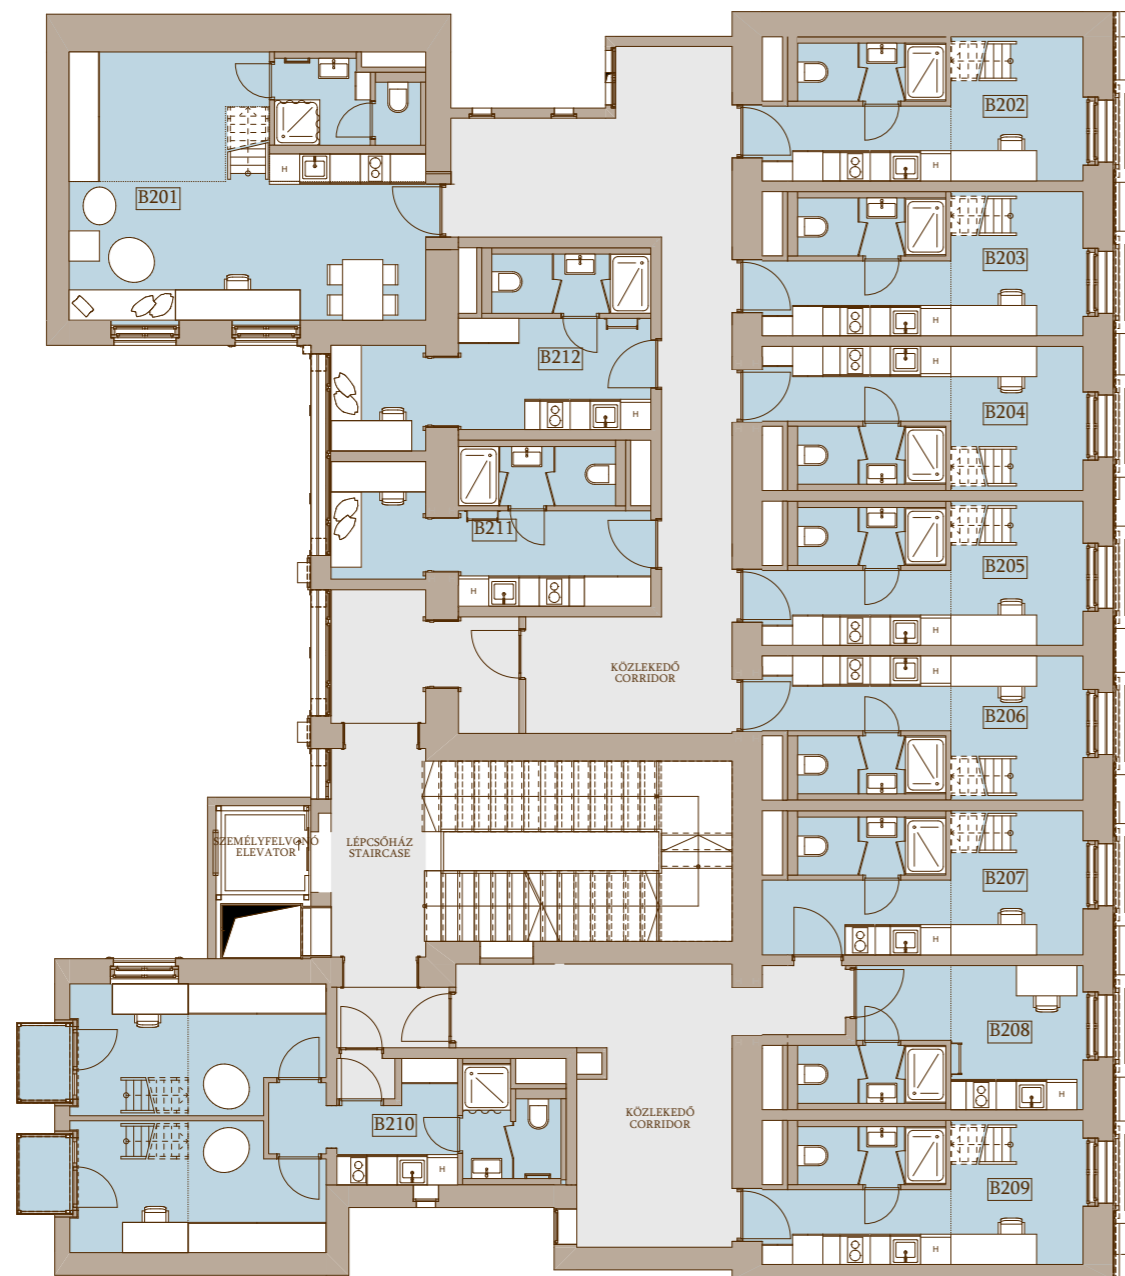 B202
B201
H
H
B203
H
B212
H
B204
H
B211
H
B205
H
KÖZLEKEDŐ
CORRIDOR
H
B206
SZEMÉLYFELVONÓ
ELEVATOR
LÉPCSŐHÁZ
STAIRCASE
B207
H
B208
H
KÖZLEKEDŐ
CORRIDOR
B210
H
B209
H